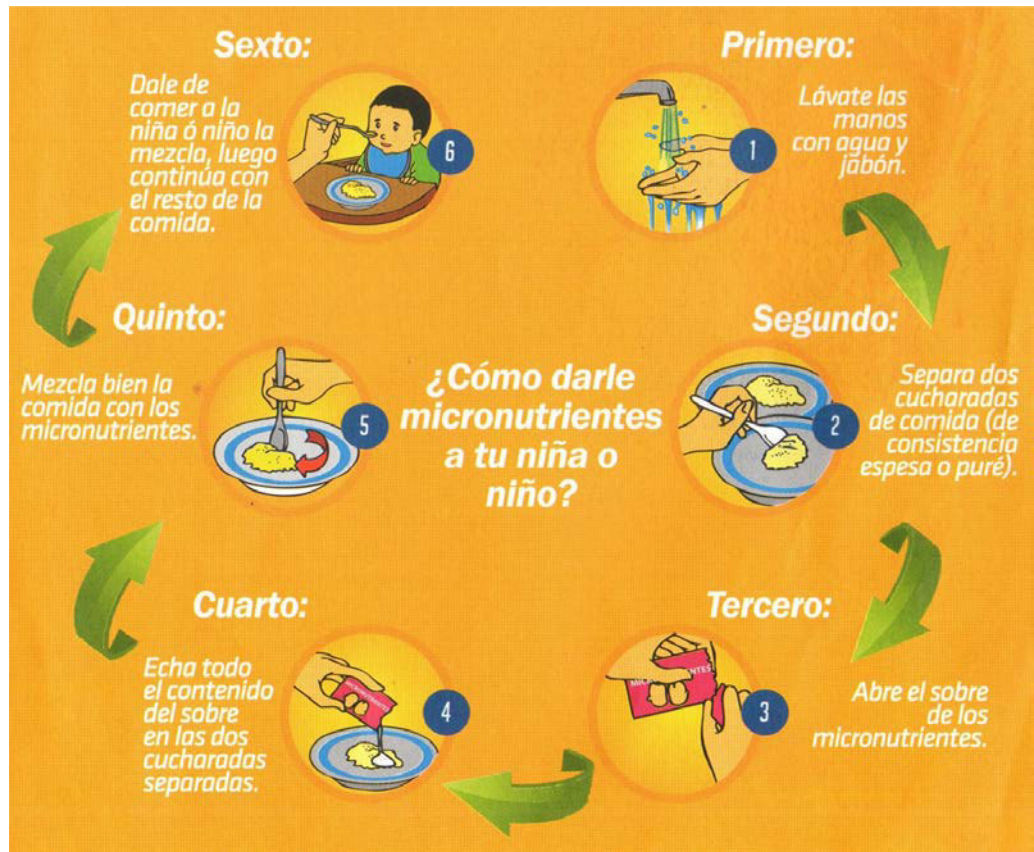 ¿Cómo darle
micronutrientes
a tu niña o
niño?
Primero:
Lávate las
manos
con agua y
jabón.
1
Segundo:
Separa dos
cucharadas
de comida (de
consistencia
espesa o puré).
2
Tercero:
Abre el sobre
de los
micronutrientes.
3
Cuarto:
Echa todo
el contenido
del sobre
en las dos
cucharadas
separadas.
MICRONUTRIENTES
4
Quinto:
Mezcla bien la
comida con los
micronutrientes.
5
Sexto:
Dale de
comer a la
niña ó niño la
mezcla, luego
continúa con
el resto de la
comida.
6